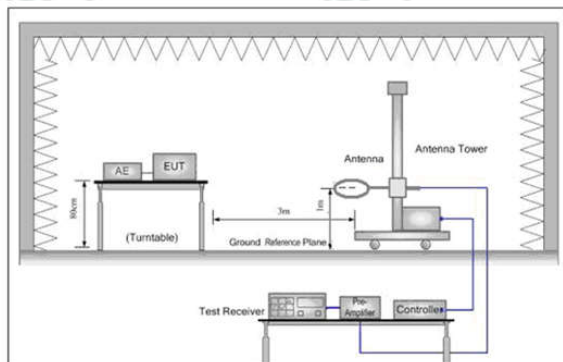 Antenna
Antenna Tower
AE
EUT
80cm
(Turntable)
3m
1m
Ground Reference Plane
Test Receiver
Pre-
Amplifier
Controller